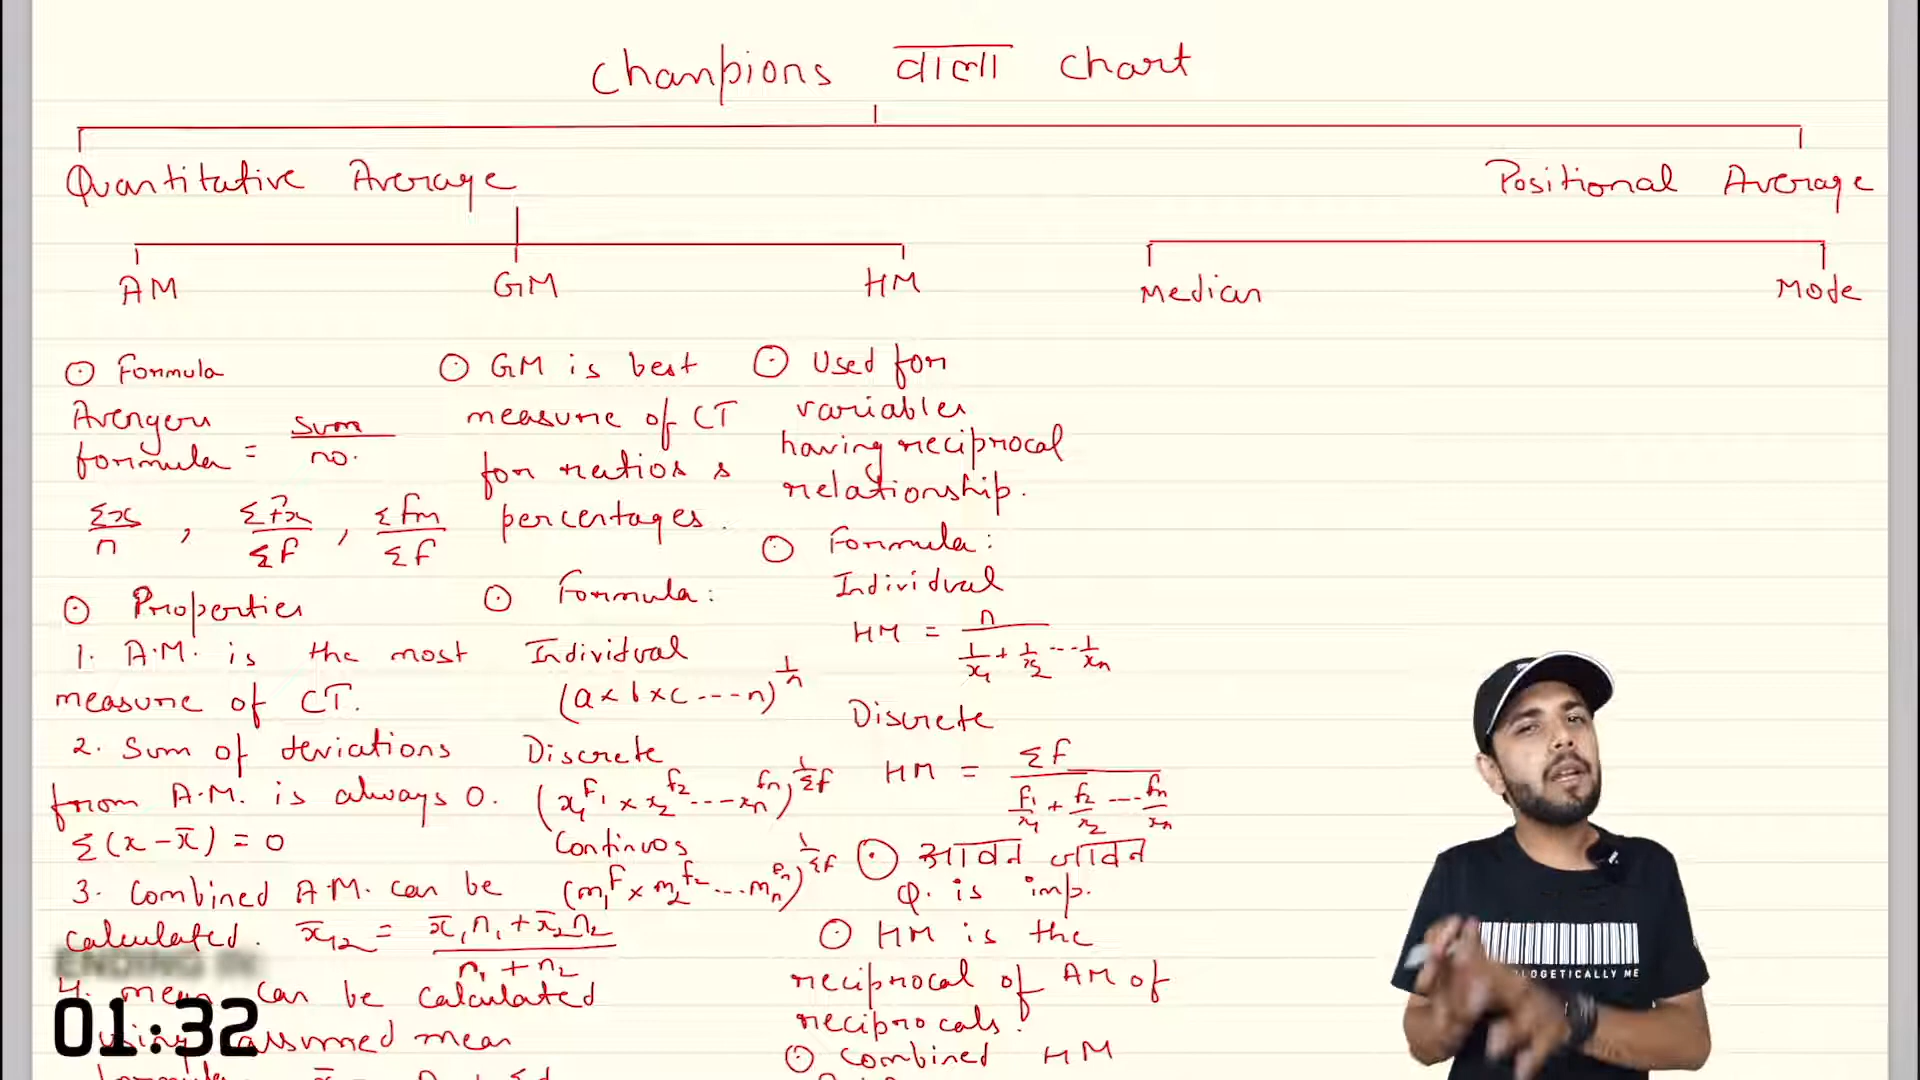 Champions वाला chart
Quantitative Average
Positional Average
AM
GM
HM
Median
Mode
⊙ Formula
Avengers formula = sum / no.
Σx / n , Σfx / Σf , Σfm / Σf
⊙ Properties
1. A.M. is the most
measure of CT.
2. Sum of deviations
from A.M. is always 0.
Σ(x-x̄) = 0
3. Combined A.M. can be
calculated. x̄12 = x̄1n1 + x̄2n2 / n1 + n2
4. mean can be calculated
using assumed mean
⊙ GM is best
measure of CT
for ratios &
percentages.
⊙ Formula:
Individual
(a×b×c---n)^1/n
Discrete
(x1^f1 × x2^f2 --- xn^fn)^1/Σf
Continuos
(m1^f × m2^f2 --- mn^fn)^1/Σf
⊙ Used for
variables
having reciprocal
relationship.
⊙ Formula:
Individual
HM = n / 1/x1 + 1/x2 --- 1/xn
Discrete
HM = Σf / f1/x1 + f2/x2 --- fn/xn
⊙ आवन जावन
Q. is imp.
⊙ HM is the
reciprocal of AM of
reciprocals.
⊙ Combined HM
ENDING IN
01:32
LOGETICALLY ME